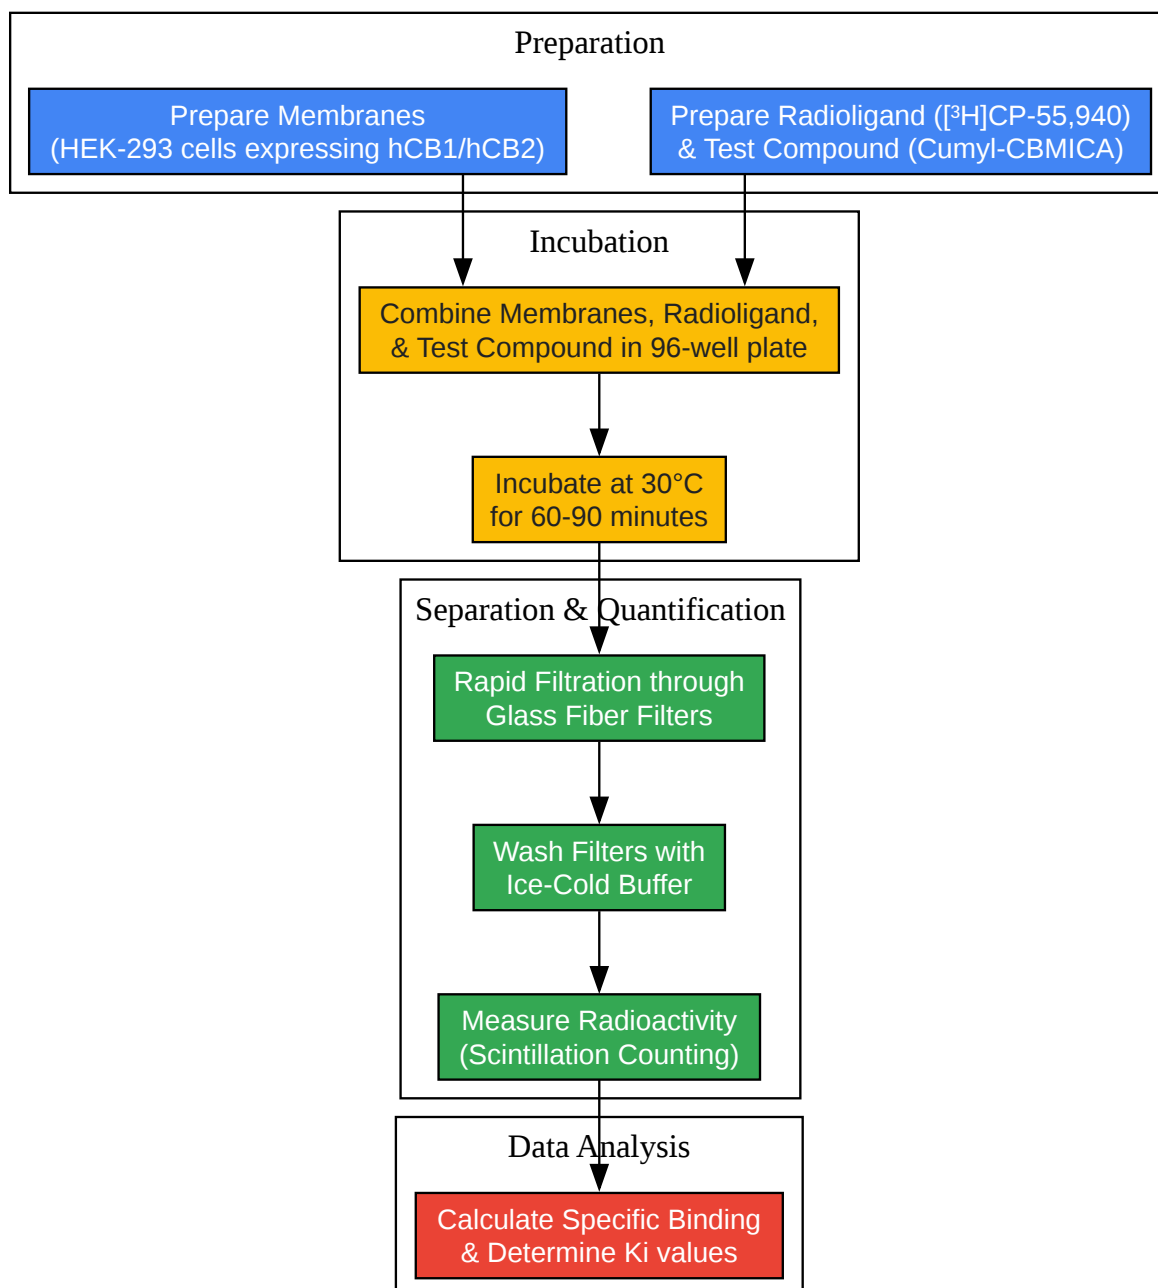 Preparation
Prepare Membranes
(HEK-293 cells expressing hCB1/hCB2)
Prepare Radioligand ([³H]CP-55,940)
& Test Compound (Cumyl-CBMICA)
Incubation
Combine Membranes, Radioligand,
& Test Compound in 96-well plate
Incubate at 30°C
for 60-90 minutes
Separation & Quantification
Rapid Filtration through
Glass Fiber Filters
Wash Filters with
Ice-Cold Buffer
Measure Radioactivity
(Scintillation Counting)
Data Analysis
Calculate Specific Binding
& Determine Ki values